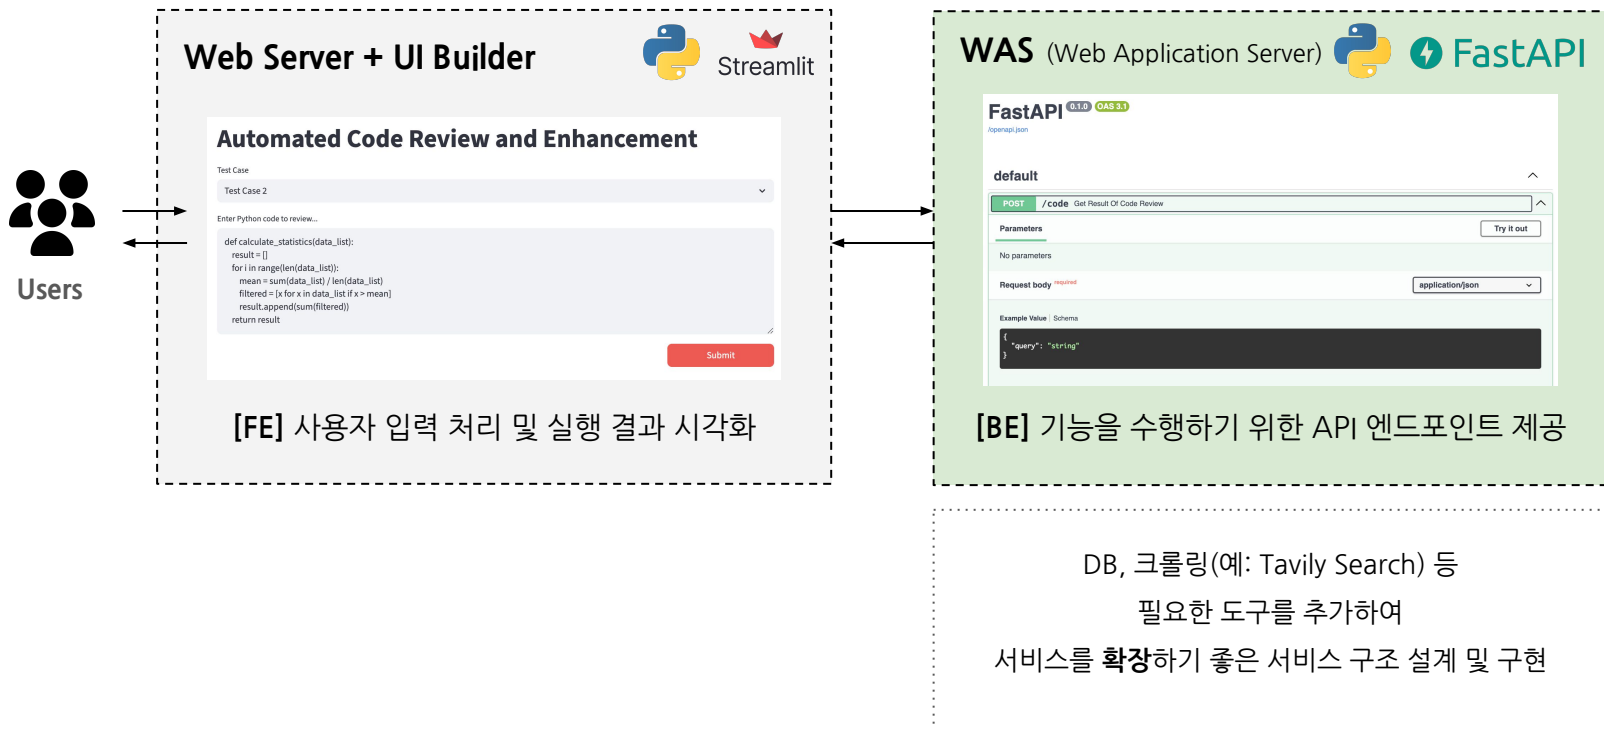 Web Server + UI Builder
Streamlit
Automated Code Review and Enhancement
Test Case
Test Case 2
Enter Python code to review...
def calculate_statistics(data_list):
result = []
for i in range(len(data_list)):
mean = sum(data_list) / len(data_list)
filtered = [x for x in data_list if x > mean]
result.append(sum(filtered))
return result
Submit
[FE] 사용자 입력 처리 및 실행 결과 시각화
Users
WAS (Web Application Server)
FastAPI
FastAPI 0.1.0 OAS 3.1
/openapi.json
default
POST /code Get Result Of Code Review
Parameters
Try it out
No parameters
Request body required
application/json
Example Value Schema
{
"query": "string"
}
[BE] 기능을 수행하기 위한 API 엔드포인트 제공
DB, 크롤링(예: Tavily Search) 등
필요한 도구를 추가하여
서비스를 확장하기 좋은 서비스 구조 설계 및 구현